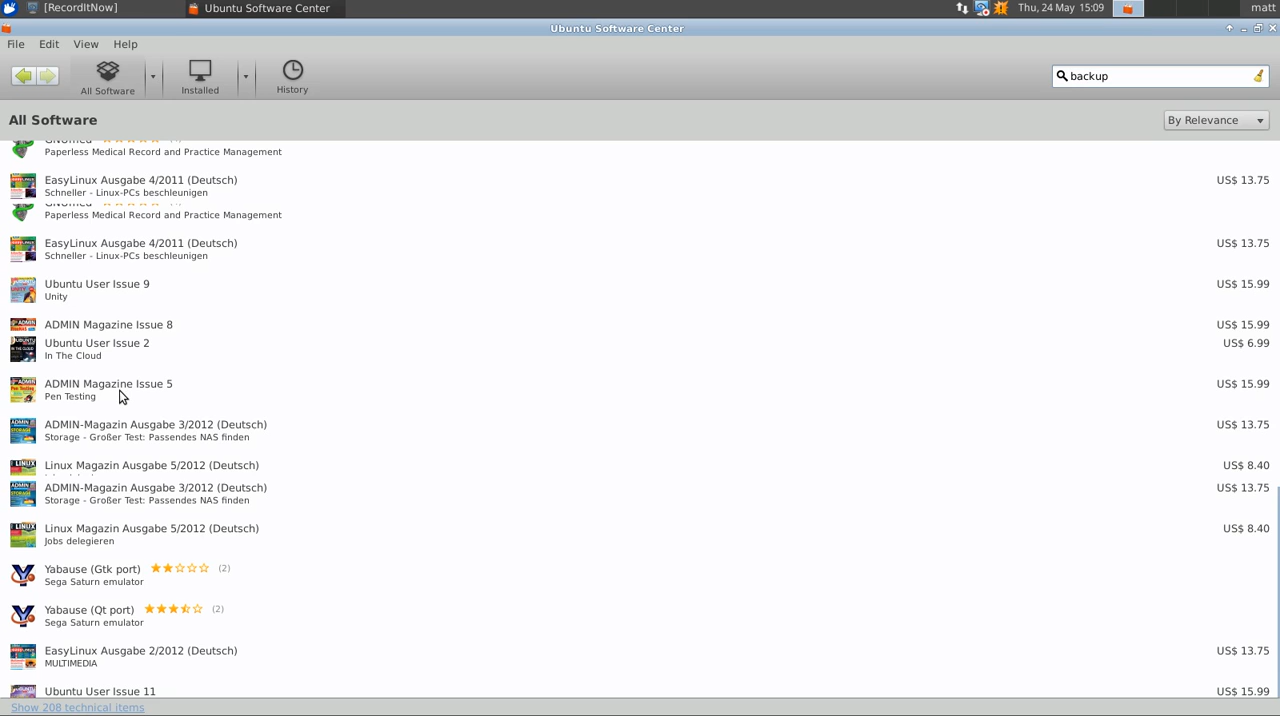 [RecordItNow]
Ubuntu Software Center
Thu, 24 May 15:09
matt
Ubuntu Software Center
File Edit View Help
All Software
Installed
History
backup
All Software
By Relevance
Paperless Medical Record and Practice Management
EasyLinux Ausgabe 4/2011 (Deutsch) US$ 13.75
Schneller - Linux-PCs beschleunigen
Paperless Medical Record and Practice Management
EasyLinux Ausgabe 4/2011 (Deutsch) US$ 13.75
Schneller - Linux-PCs beschleunigen
Ubuntu User Issue 9 US$ 15.99
Unity
ADMIN Magazine Issue 8 US$ 15.99
Ubuntu User Issue 2 US$ 6.99
In The Cloud
ADMIN Magazine Issue 5 US$ 15.99
Pen Testing
ADMIN-Magazin Ausgabe 3/2012 (Deutsch) US$ 13.75
Storage - Großer Test: Passendes NAS finden
Linux Magazin Ausgabe 5/2012 (Deutsch) US$ 8.40
ADMIN-Magazin Ausgabe 3/2012 (Deutsch) US$ 13.75
Storage - Großer Test: Passendes NAS finden
Linux Magazin Ausgabe 5/2012 (Deutsch) US$ 8.40
Jobs delegieren
Yabause (Gtk port) (2)
Sega Saturn emulator
Yabause (Qt port) (2)
Sega Saturn emulator
EasyLinux Ausgabe 2/2012 (Deutsch) US$ 13.75
MULTIMEDIA
Ubuntu User Issue 11 US$ 15.99
Show 208 technical items